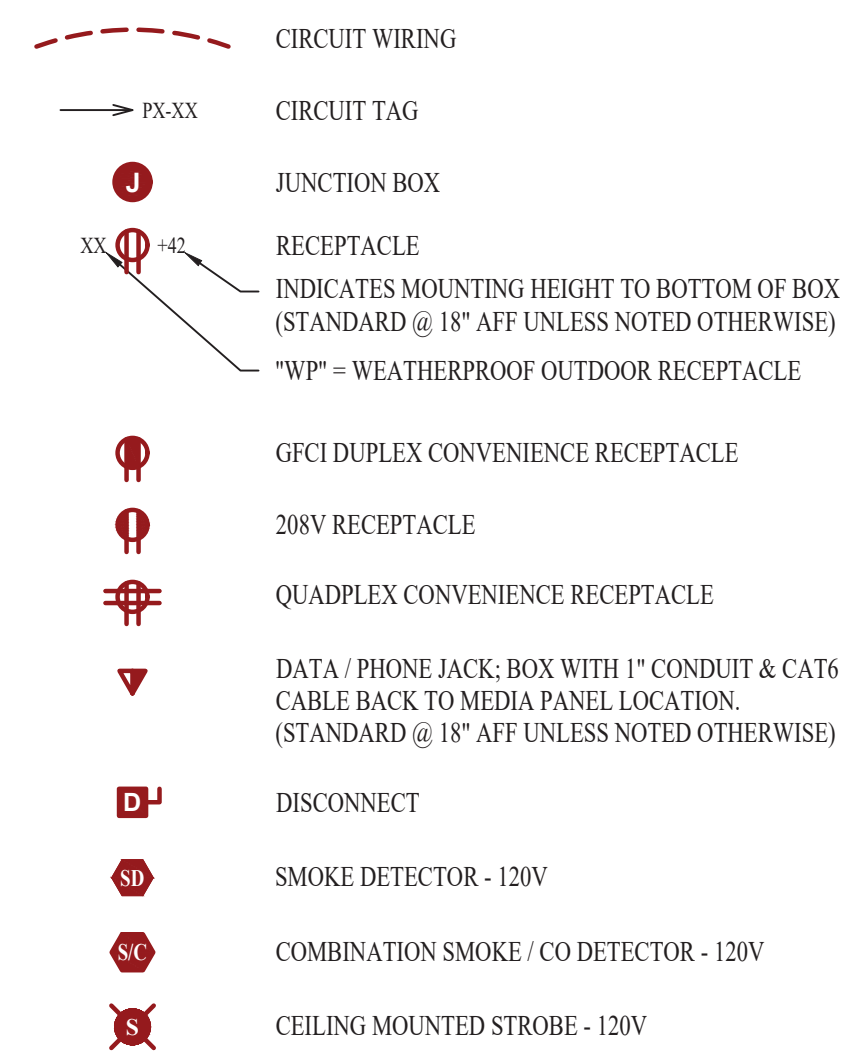 CIRCUIT WIRING
PX-XX CIRCUIT TAG
J JUNCTION BOX
XX +42 RECEPTACLE
INDICATES MOUNTING HEIGHT TO BOTTOM OF BOX
(STANDARD @ 18" AFF UNLESS NOTED OTHERWISE)
"WP" = WEATHERPROOF OUTDOOR RECEPTACLE
GFCI DUPLEX CONVENIENCE RECEPTACLE
208V RECEPTACLE
QUADPLEX CONVENIENCE RECEPTACLE
DATA / PHONE JACK; BOX WITH 1" CONDUIT & CAT6
CABLE BACK TO MEDIA PANEL LOCATION.
(STANDARD @ 18" AFF UNLESS NOTED OTHERWISE)
D DISCONNECT
SD SMOKE DETECTOR - 120V
S/C COMBINATION SMOKE / CO DETECTOR - 120V
S CEILING MOUNTED STROBE - 120V